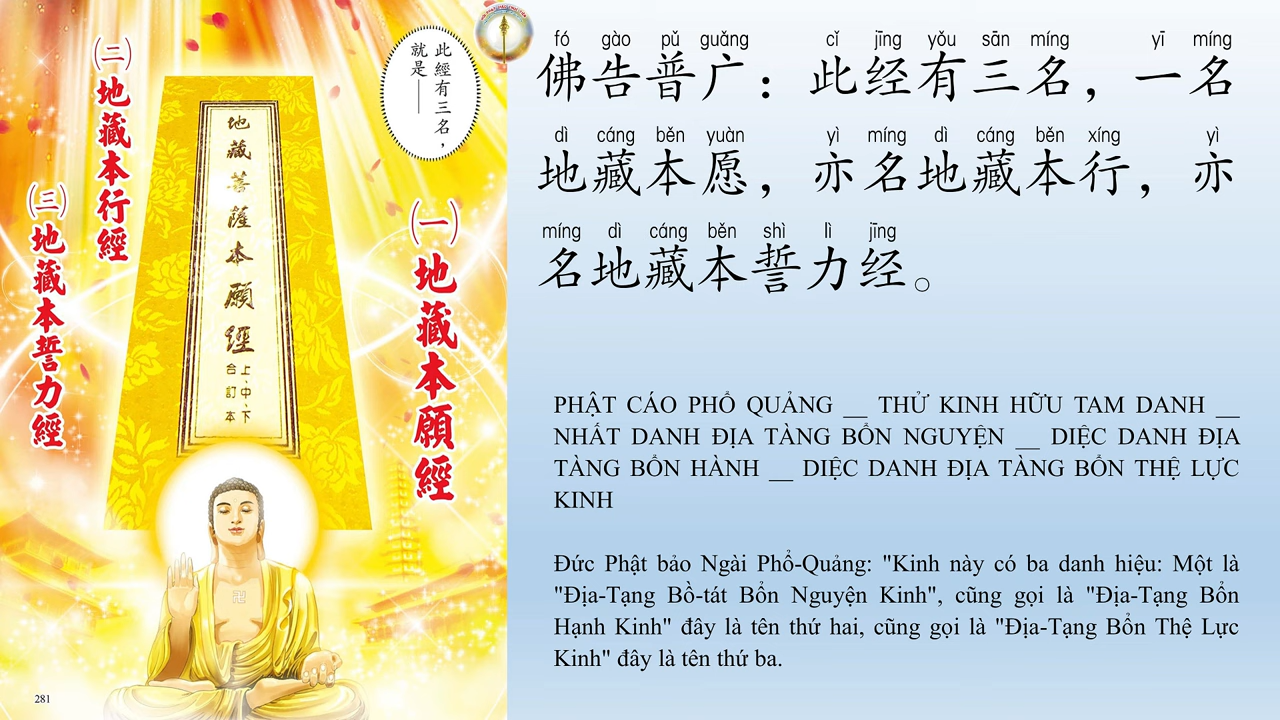 此經有三名，
就是——
(一)地藏本願經
(二)地藏本行經
(三)地藏本誓力經
地藏菩薩本願經
上、中、下
合訂本
281
fó gào pǔ guǎng cǐ jīng yǒu sān míng yī míng
佛告普广：此经有三名，一名
dì cáng běn yuàn yì míng dì cáng běn xíng yì
地藏本愿，亦名地藏本行，亦
míng dì cáng běn shì lì jīng
名地藏本誓力经。
PHẬT CÁO PHỔ QUẢNG __ THỬ KINH HỮU TAM DANH __
NHẤT DANH ĐỊA TÀNG BỔN NGUYỆN __ DIỆC DANH ĐỊA
TÀNG BỔN HÀNH __ DIỆC DANH ĐỊA TÀNG BỔN THỆ LỰC
KINH
Đức Phật bảo Ngài Phổ-Quảng: "Kinh này có ba danh hiệu: Một là
"Địa-Tạng Bồ-tát Bổn Nguyện Kinh", cũng gọi là "Địa-Tạng Bổn
Hạnh Kinh" đây là tên thứ hai, cũng gọi là "Địa-Tạng Bổn Thệ Lực
Kinh" đây là tên thứ ba.